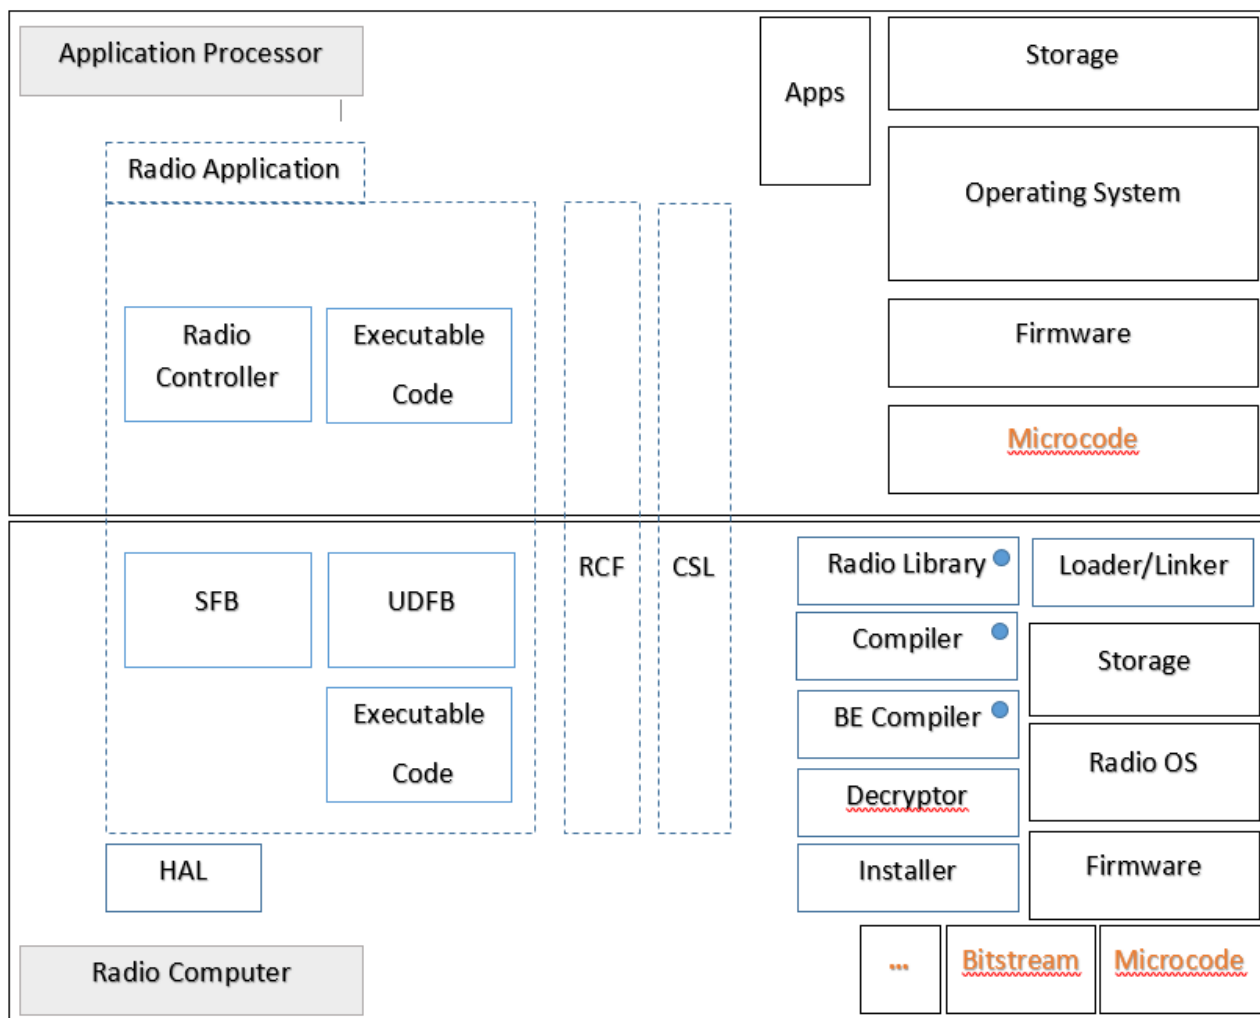 Application Processor
Apps
Storage
Radio Application
Operating System
Radio
Controller
Executable
Code
Firmware
Microcode
SFB
UDFB
Executable
Code
RCF
CSL
Radio Library
Loader/Linker
Compiler
Storage
BE Compiler
Radio OS
Decryptor
HAL
Installer
Firmware
Radio Computer
...
Bitstream
Microcode